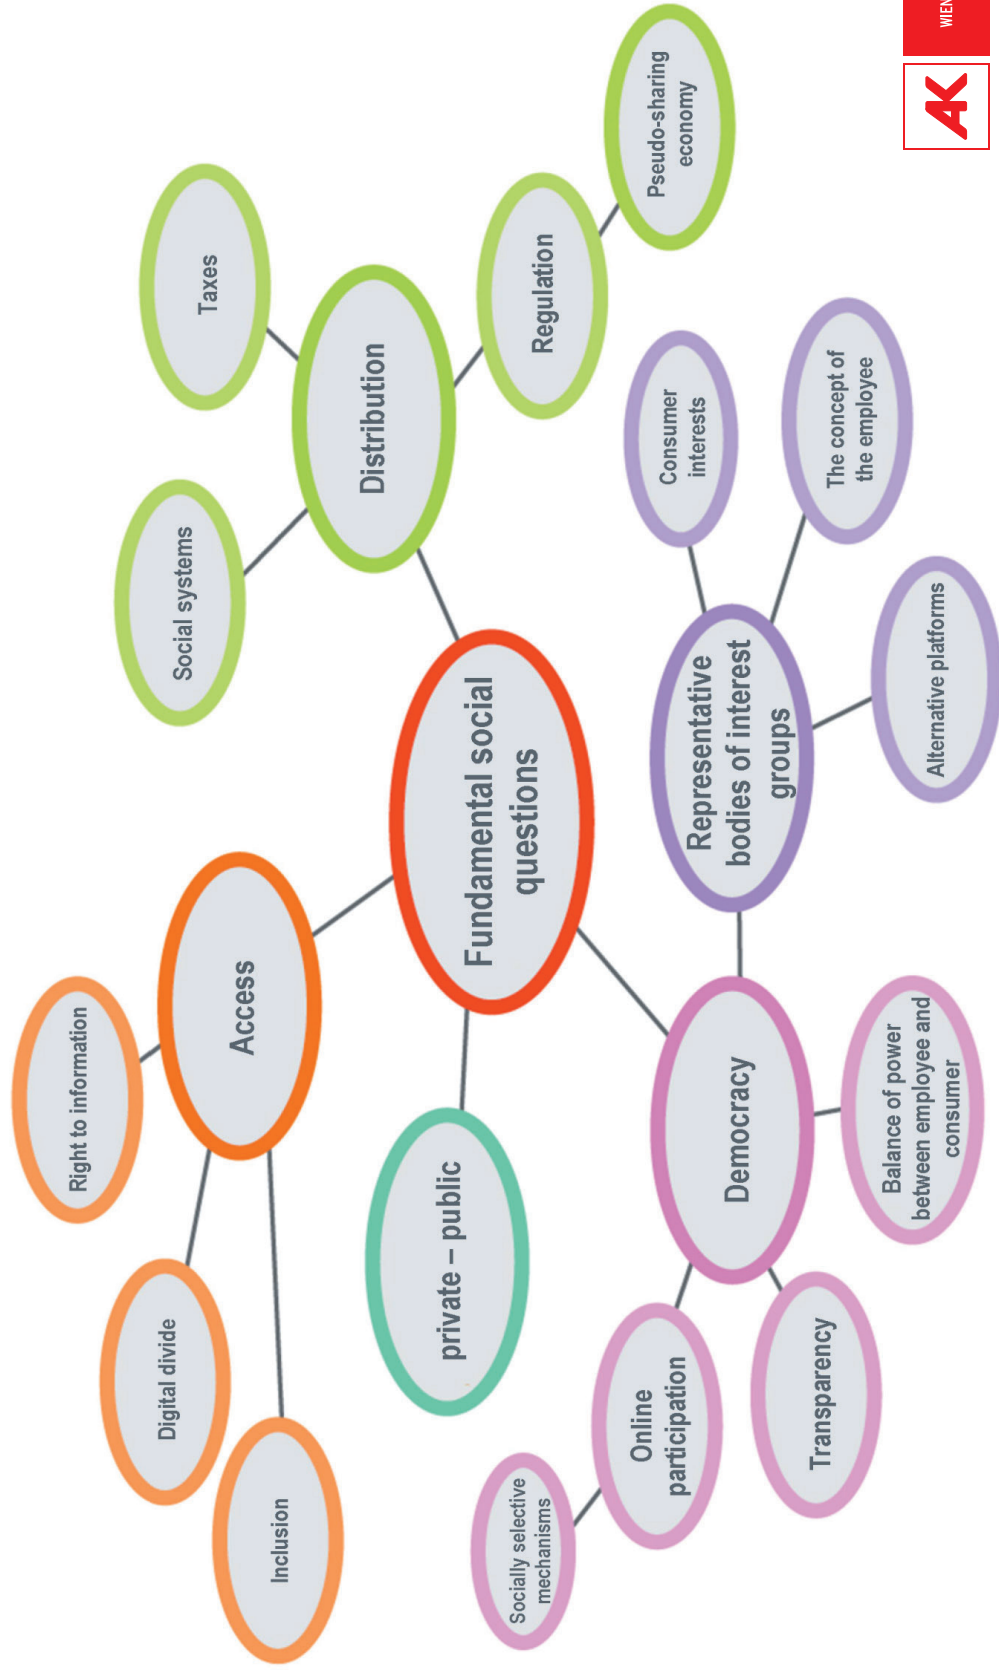 Right to information
Digital divide
Inclusion
Access
Social systems
Taxes
Distribution
Regulation
Pseudo-sharing
economy
private – public
Fundamental social
questions
Socially selective
mechanisms
Online
participation
Transparency
Democracy
Balance of power
between employee and
consumer
Representative
bodies of interest
groups
Consumer
interests
The concept of
the employee
Alternative platforms
AK
WIEN